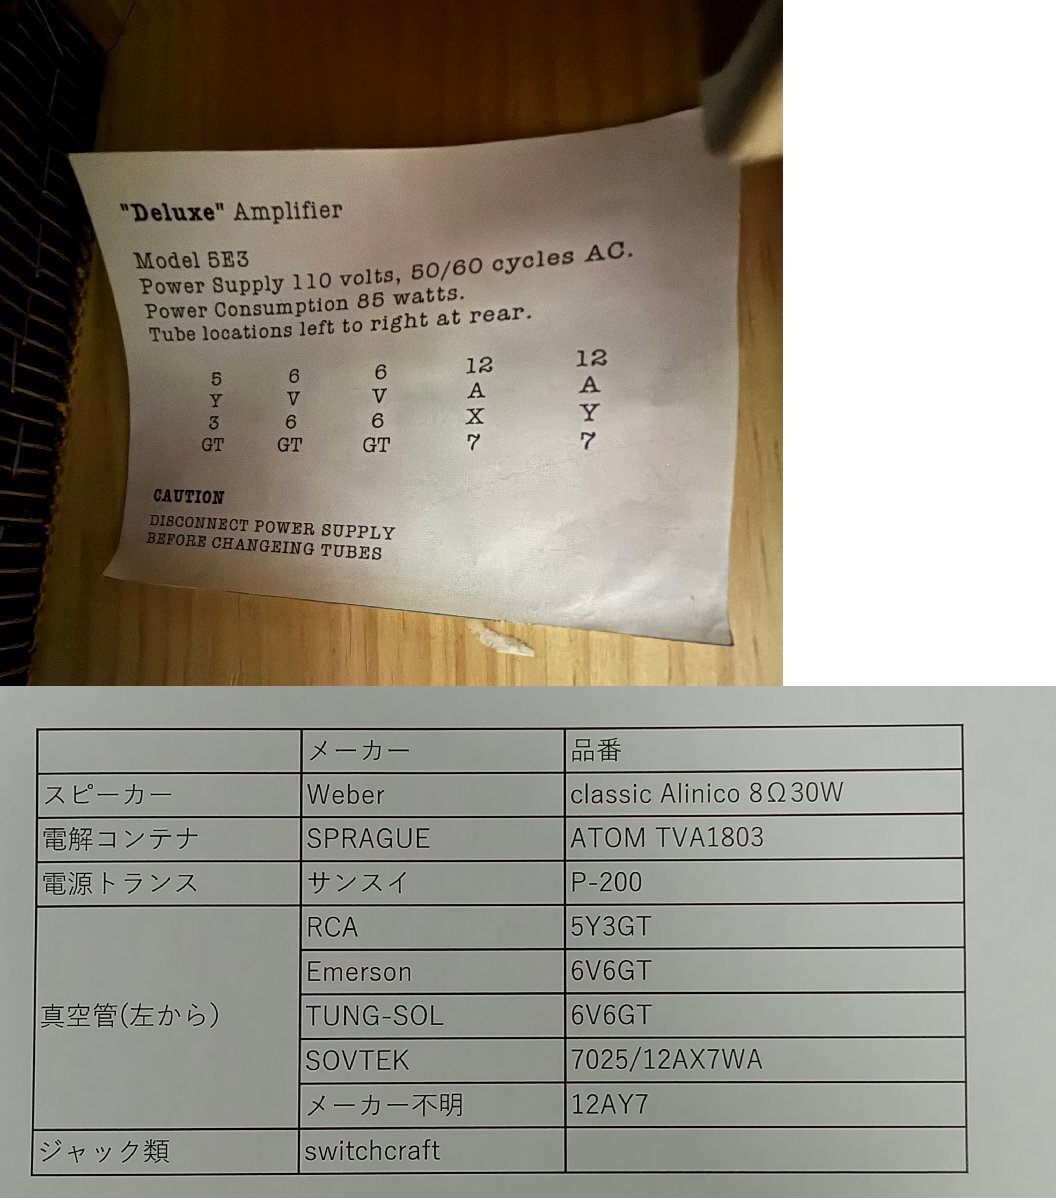 "Deluxe" Amplifier
Model 5E3
Power Supply 110 volts, 50/60 cycles AC.
Power Consumption 85 watts.
Tube locations left to right at rear.
5 6 6 12 12
Y V V A A
3 6 6 X Y
GT GT GT 7 7
CAUTION
DISCONNECT POWER SUPPLY
BEFORE CHANGEING TUBES
メーカー 品番
スピーカー Weber classic Alinico 8Ω30W
電解コンテナ SPRAGUE ATOM TVA1803
電源トランス サンスイ P-200
真空管(左から) RCA 5Y3GT
Emerson 6V6GT
TUNG-SOL 6V6GT
SOVTEK 7025/12AX7WA
メーカー不明 12AY7
ジャック類 switchcraft